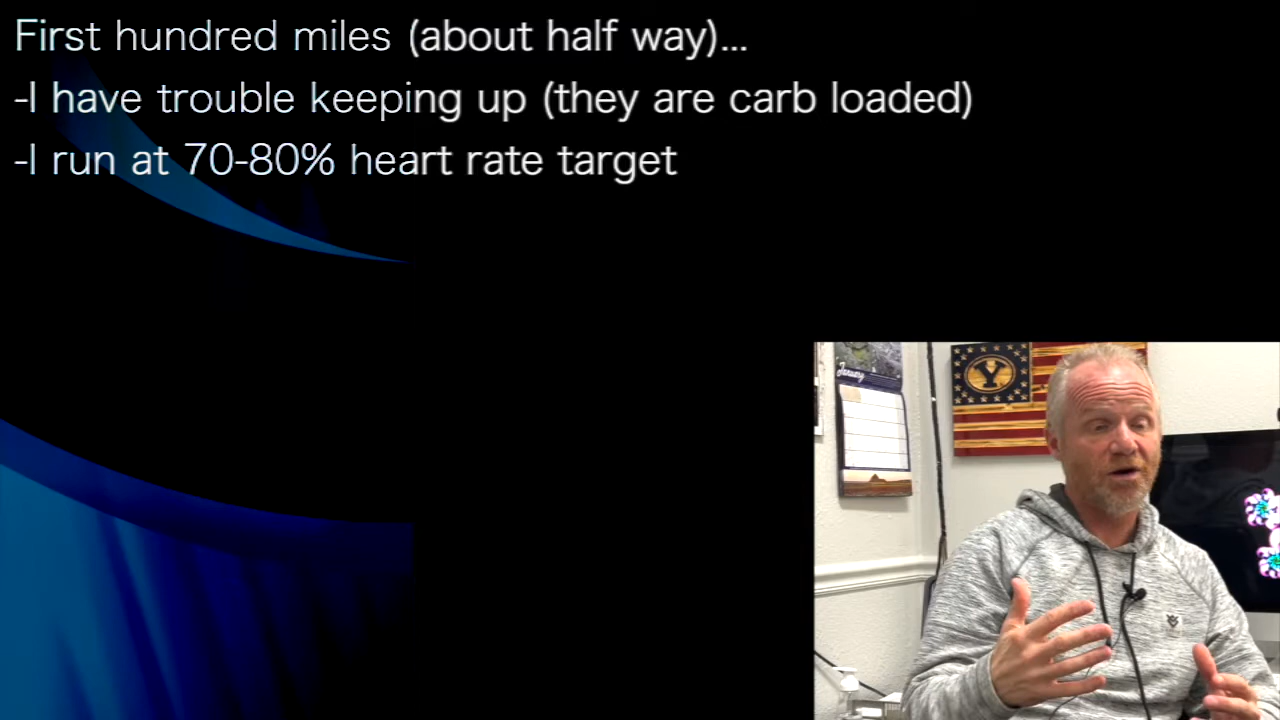 First hundred miles (about half way)...
-I have trouble keeping up (they are carb loaded)
-I run at 70-80% heart rate target
January
Y